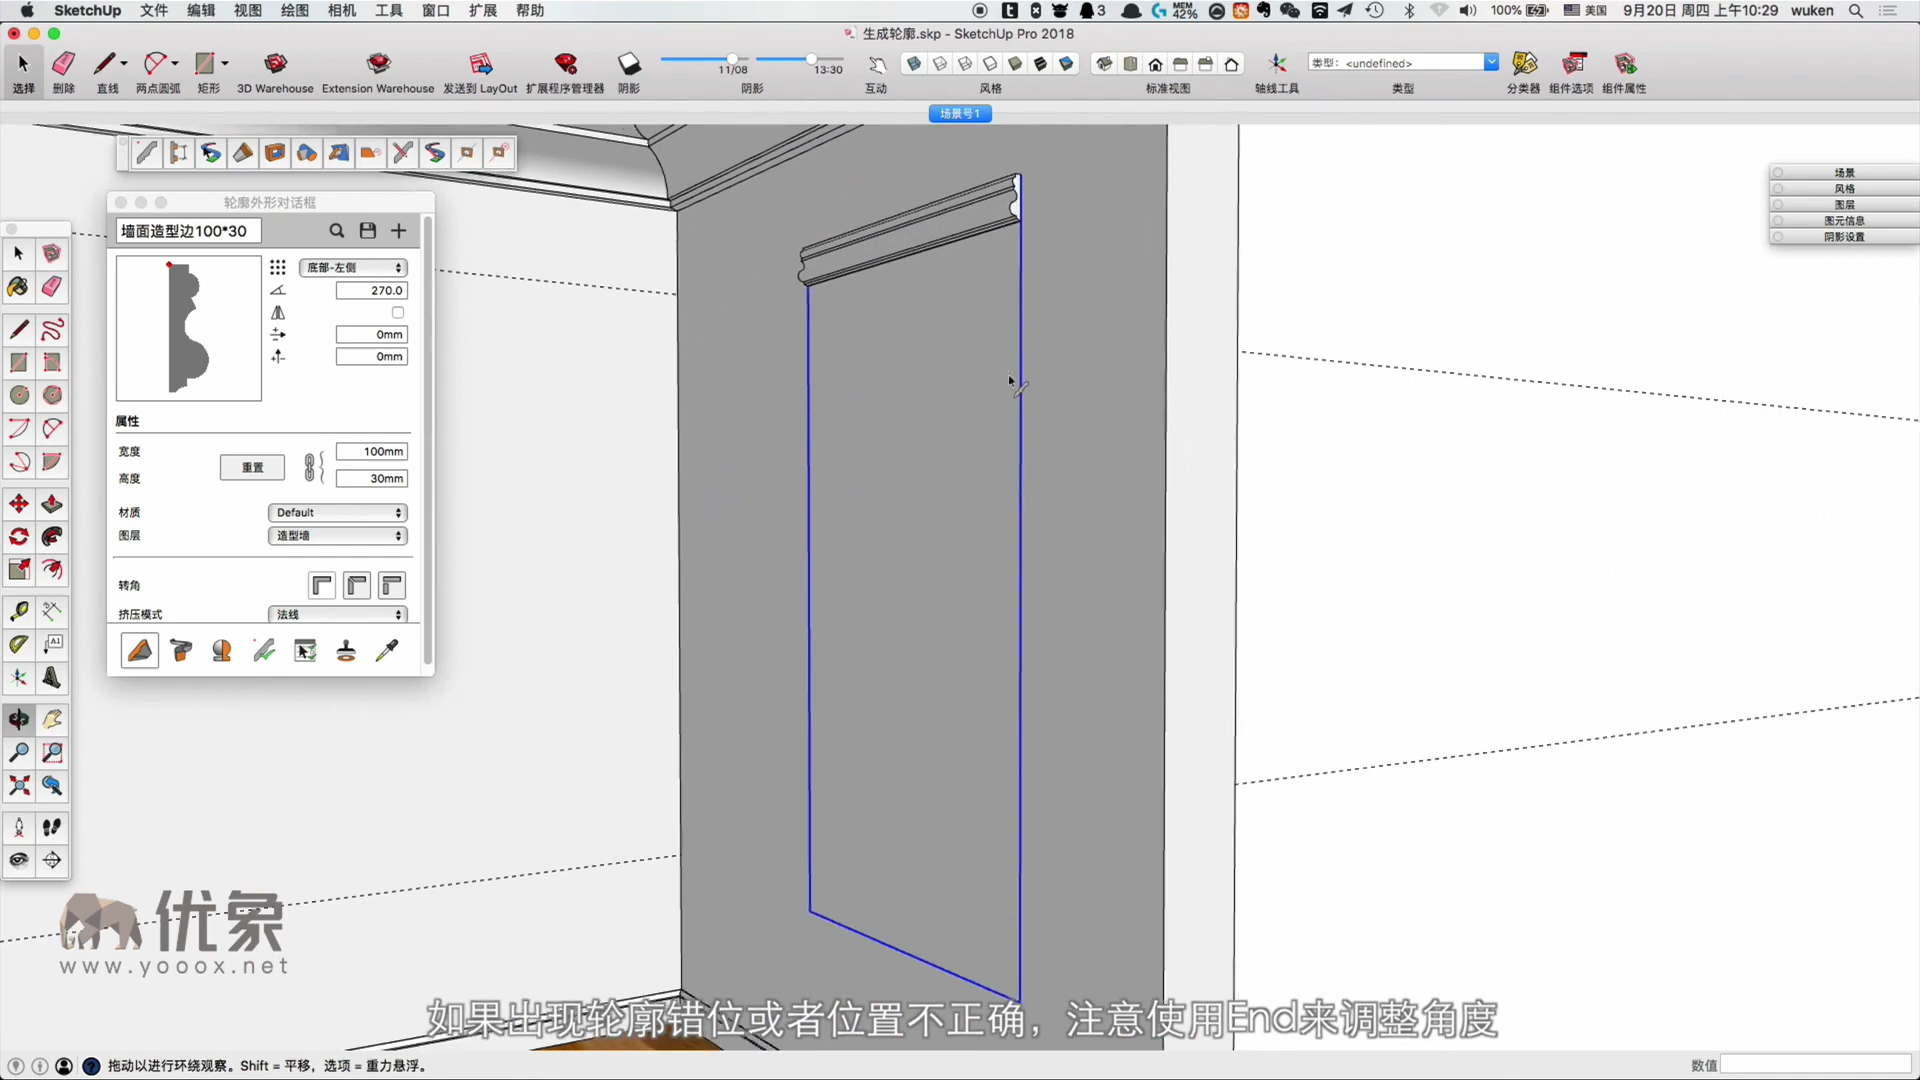 SketchUp 文件 编辑 视图 绘图 相机 工具 窗口 扩展 帮助
3 MEM 42% 100% 美国 9月20日 周四 上午10:29 wuken
生成轮廓.skp - SketchUp Pro 2018
11/08 13:30 类型: <undefined>
选择 删除 直线 两点圆弧 矩形 3D Warehouse Extension Warehouse 发送到 LayOut 扩展程序管理器 阴影 阴影 互动 风格 标准视图 轴线工具 类型 分类器 组件选项 组件属性
场景号1
轮廓外形对话框
墙面造型边100*30
底部-左侧
270.0
0mm
0mm
属性
宽度 100mm
重置
高度 30mm
材质 Default
图层 造型墙
转角
挤压模式 法线
场景
风格
图层
图元信息
阴影设置
A1
优象
www.yooox.net
如果出现轮廓错位或者位置不正确，注意使用End来调整角度
拖动以进行环绕观察。Shift = 平移，选项 = 重力悬浮。 数值